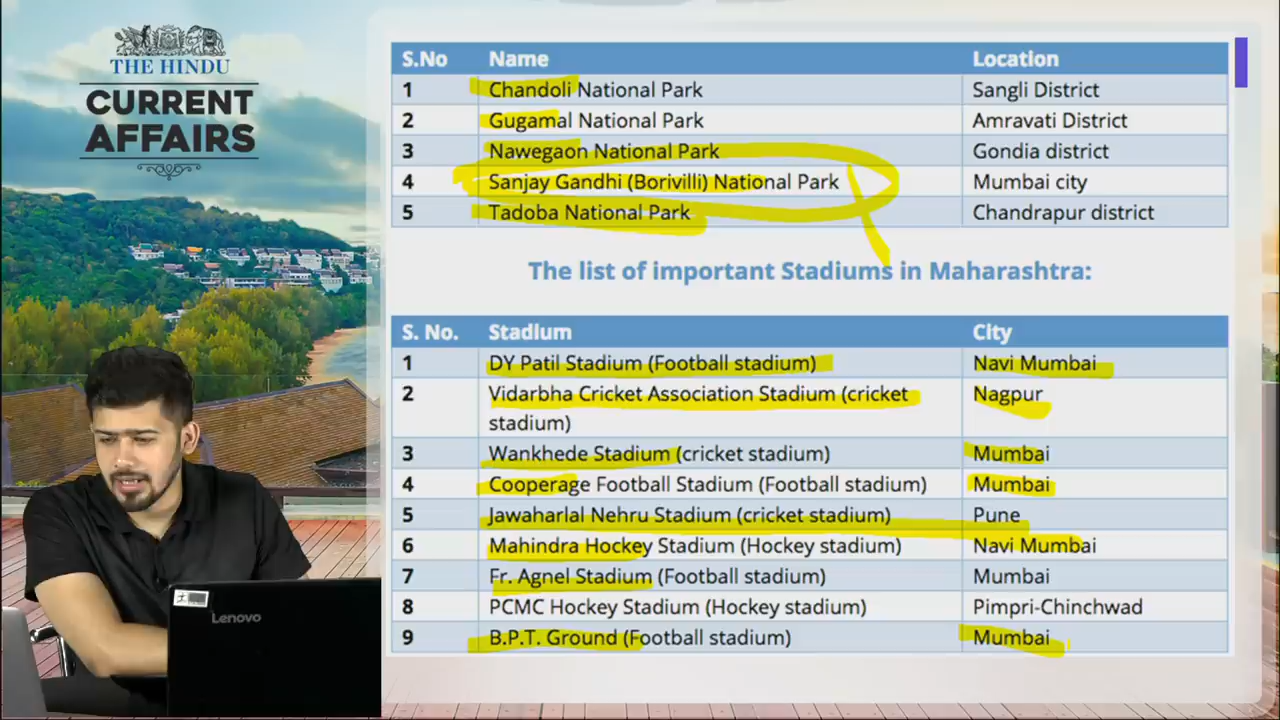 THE HINDU
CURRENT
AFFAIRS
S.No Name Location
1 Chandoli National Park Sangli District
2 Gugamal National Park Amravati District
3 Nawegaon National Park Gondia district
4 Sanjay Gandhi (Borivilli) National Park Mumbai city
5 Tadoba National Park Chandrapur district
The list of important Stadiums in Maharashtra:
S. No. Stadium City
1 DY Patil Stadium (Football stadium) Navi Mumbai
2 Vidarbha Cricket Association Stadium (cricket Nagpur
stadium)
3 Wankhede Stadium (cricket stadium) Mumbai
4 Cooperage Football Stadium (Football stadium) Mumbai
5 Jawaharlal Nehru Stadium (cricket stadium) Pune
6 Mahindra Hockey Stadium (Hockey stadium) Navi Mumbai
7 Fr. Agnel Stadium (Football stadium) Mumbai
8 PCMC Hockey Stadium (Hockey stadium) Pimpri-Chinchwad
9 B.P.T. Ground (Football stadium) Mumbai
Lenovo